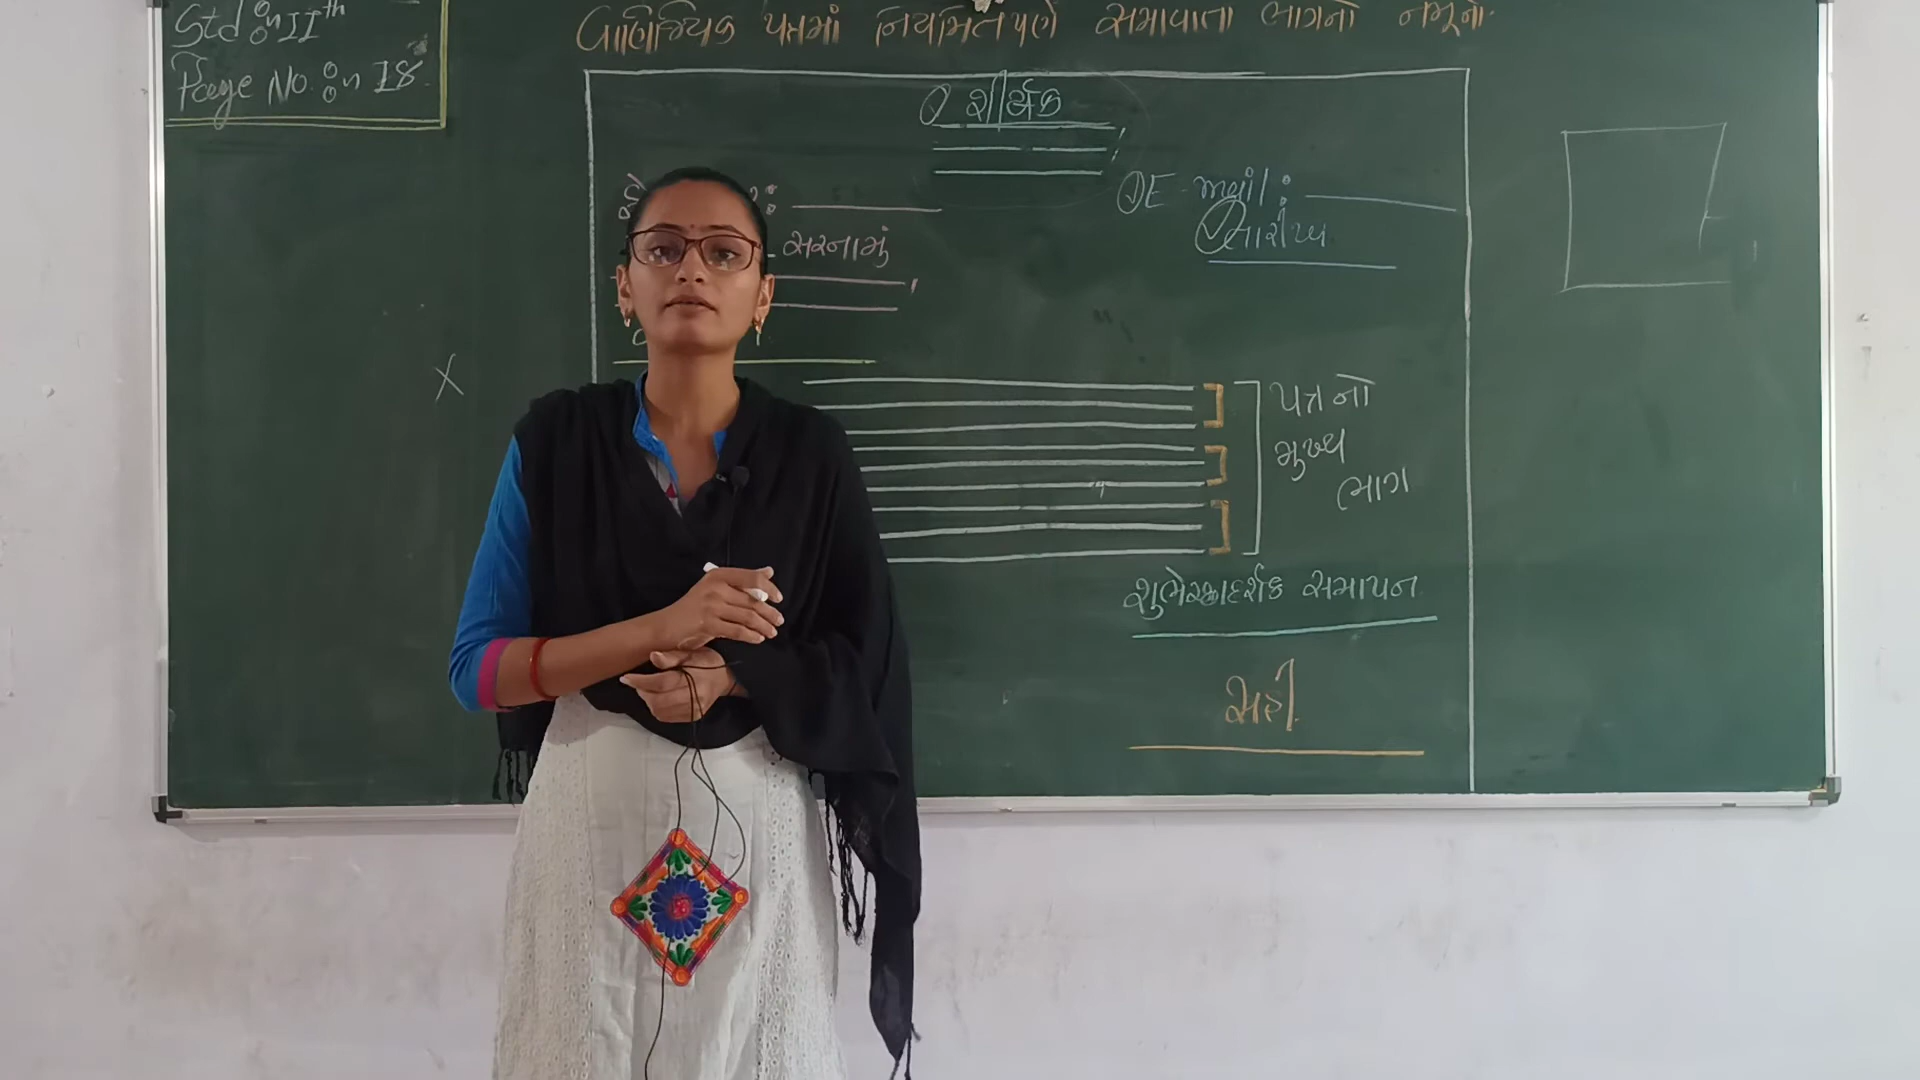 Std : 11th
Page No. : 18
વાણિજ્યિક પત્રમાં નિયમિતપણે સમાવાતા ભાગનો નમૂનો.
શીર્ષક
E-મેઈલ :
સરનામું
તારીખ
પત્રનો
મુખ્ય
ભાગ
શુભેચ્છાદર્શક સમાપન
સહી